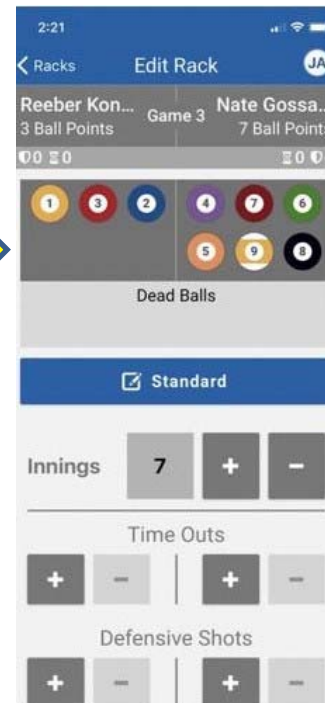 2:21
Racks Edit Rack JA
Reeber Kon... Game 3 Nate Gossa..
3 Ball Points 7 Ball Point
0 0 0
1 3 2 4 7 6
5 9 8
Dead Balls
Standard
Innings 7 + -
Time Outs
+ - + -
Defensive Shots
+ - + -